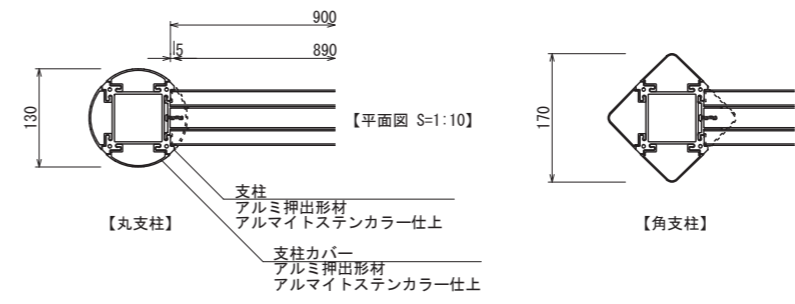 900
5
890
130
【平面図 S=1:10】
170
支柱
アルミ押出形材
アルマイトステンカラー仕上
【丸支柱】
【角支柱】
支柱カバー
アルミ押出形材
アルマイトステンカラー仕上